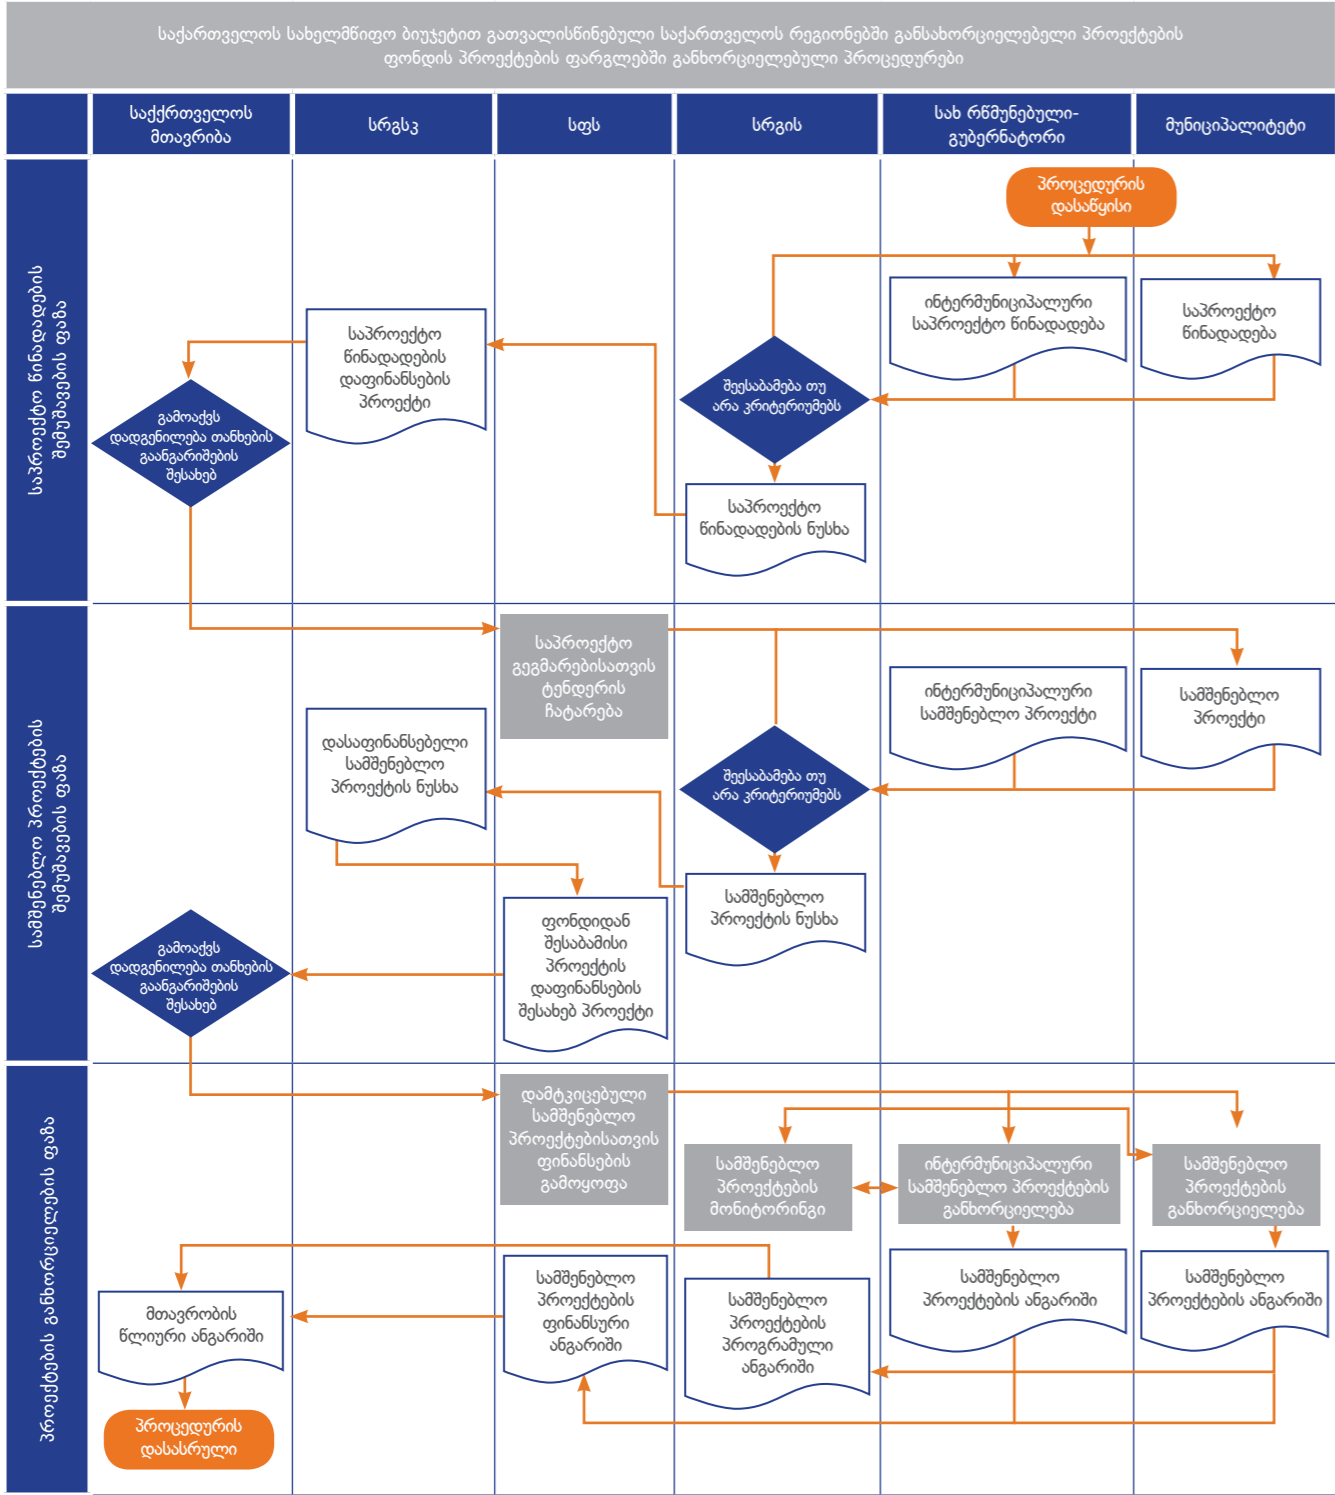 საქართველოს სახელმწიფო ბიუჯეტით გათვალისწინებული საქართველოს რეგიონებში განსახორციელებელი პროექტების
ფონდის პროექტების ფარგლებში განხორციელებული პროცედურები
საქქრთველოს
მთავრიბა
სრგსკ
სფს
სრგის
სახ რწმუნებული-
გუბერნატორი
მუნიციპალიტეტი
საპროექტო წინადადების
შემუშავების ფაზა
პროცედურის
დასაწყისი
ინტერმუნიციპალური
საპროექტო წინადადება
საპროექტო
წინადადება
საპროექტო
წინადადების
დაფინანსების
პროექტი
შეესაბამება თუ
არა კრიტერიუმებს
გამოაქვს
დადგენილება თანხების
გაანგარიშების
შესახებ
საპროექტო
წინადადების ნუსხა
სამშენებლო პროექტების
შემუშავების ფაზა
საპროექტო
გეგმარებისათვის
ტენდერის
ჩატარება
ინტერმუნიციპალური
სამშენებლო პროექტი
სამშენებლო
პროექტი
დასაფინანსებელი
სამშენებლო
პროექტის ნუსხა
შეესაბამება თუ
არა კრიტერიუმებს
სამშენებლო
პროექტის ნუსხა
ფონდიდან
შესაბამისი
პროექტის
დაფინანსების
შესახებ პროექტი
გამოაქვს
დადგენილება თანხების
გაანგარიშების
შესახებ
პროექტების განხორციელების ფაზა
დამტკიცებული
სამშენებლო
პროექტებისათვის
ფინანსების
გამოყოფა
სამშენებლო
პროექტების
მონიტორინგი
ინტერმუნიციპალური
სამშენებლო პროექტების
განხორციელება
სამშენებლო
პროექტების
განხორციელება
მთავრობის
წლიური ანგარიში
სამშენებლო
პროექტების
ფინანსური
ანგარიში
სამშენებლო
პროექტების
პროგრამული
ანგარიში
სამშენებლო
პროექტების ანგარიში
სამშენებლო
პროექტების ანგარიში
პროცედურის
დასასრული